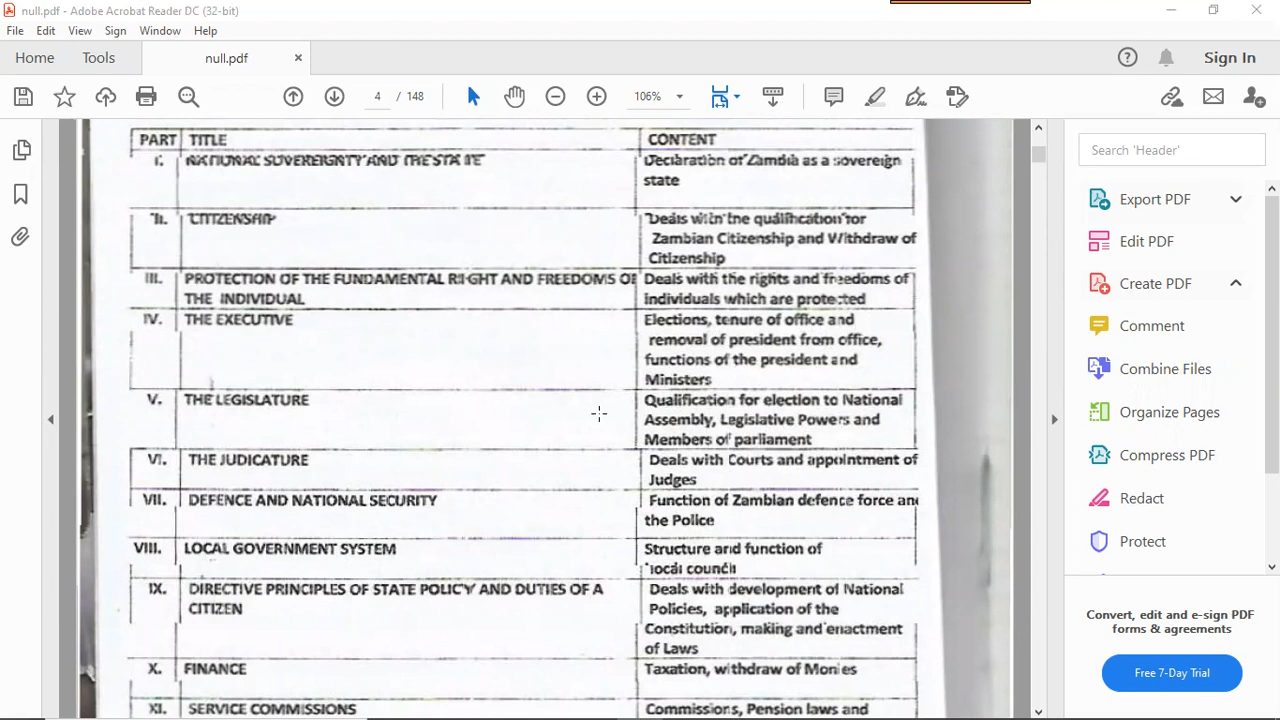 null.pdf - Adobe Acrobat Reader DC (32-bit)
File Edit View Sign Window Help
Home Tools null.pdf × Sign In
4 / 148 106%
Search 'Header'
Export PDF
Edit PDF
Create PDF
Comment
Combine Files
Organize Pages
Compress PDF
Redact
Protect
Convert, edit and e-sign PDF
forms & agreements
Free 7-Day Trial
PART TITLE CONTENT
I. NATIONAL SOVEREIGNTY AND THE STATE Declaration of Zambia as a sovereign
state
II. CITIZENSHIP Deals with the qualification for
Zambian Citizenship and Withdraw of
Citizenship
III. PROTECTION OF THE FUNDAMENTAL RIGHT AND FREEDOMS OF Deals with the rights and freedoms of
THE INDIVIDUAL individuals which are protected
IV. THE EXECUTIVE Elections, tenure of office and
removal of president from office,
functions of the president and
Ministers
V. THE LEGISLATURE Qualification for election to National
Assembly, Legislative Powers and
Members of parliament
VI. THE JUDICATURE Deals with Courts and appointment of
Judges
VII. DEFENCE AND NATIONAL SECURITY Function of Zambian defence force and
the Police
VIII. LOCAL GOVERNMENT SYSTEM Structure and function of
local council
IX. DIRECTIVE PRINCIPLES OF STATE POLICY AND DUTIES OF A Deals with development of National
CITIZEN Policies, application of the
Constitution, making and enactment
of Laws
X. FINANCE Taxation, withdraw of Monies
XI. SERVICE COMMISSIONS Commissions, Pension laws and